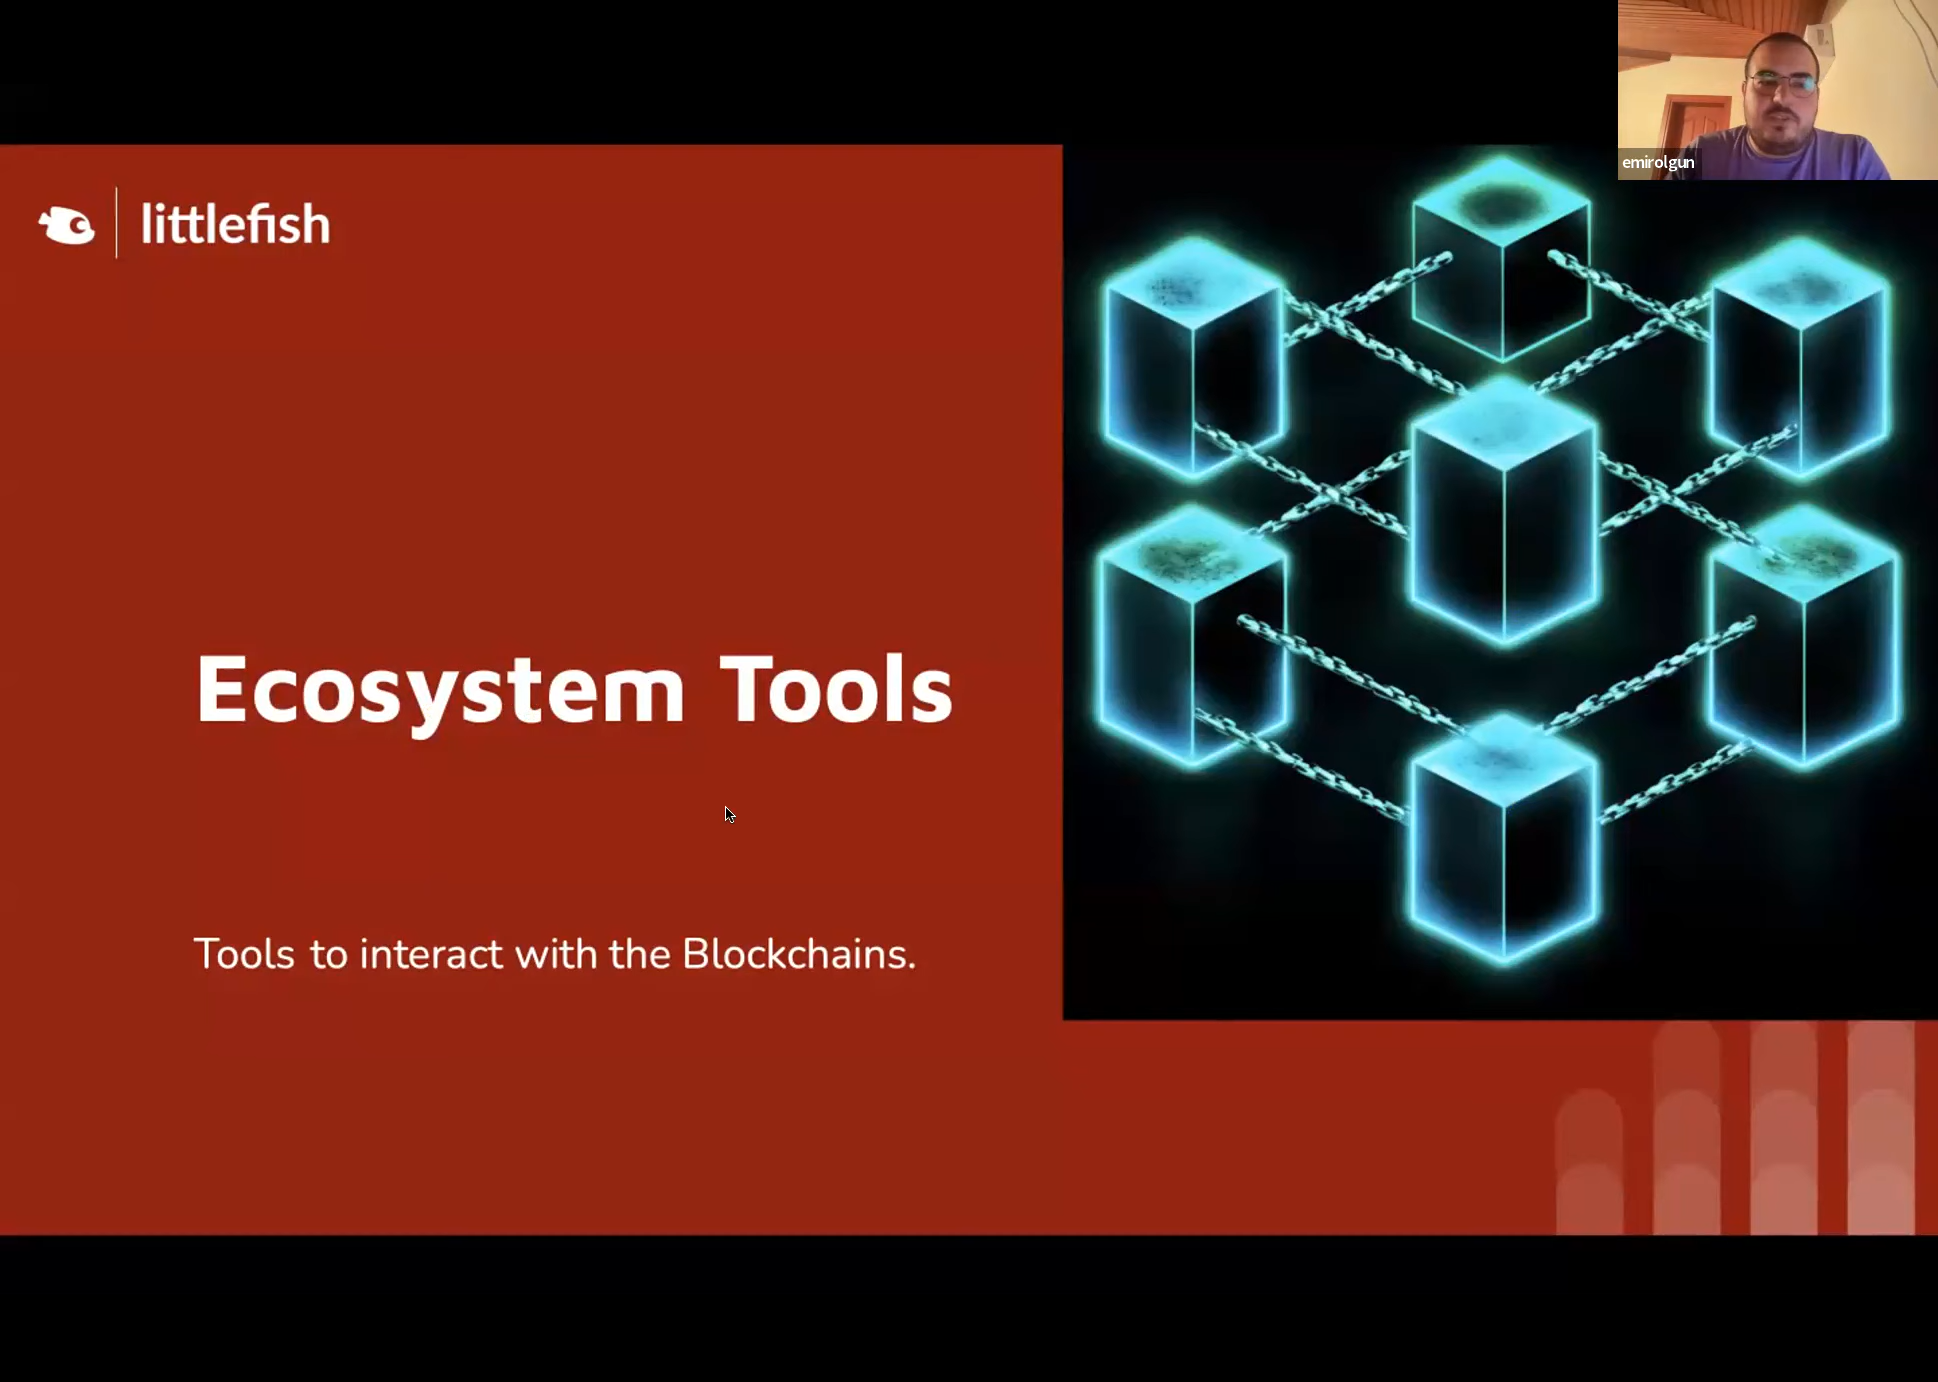 emirolgun
littlefish
Ecosystem Tools
Tools to interact with the Blockchains.